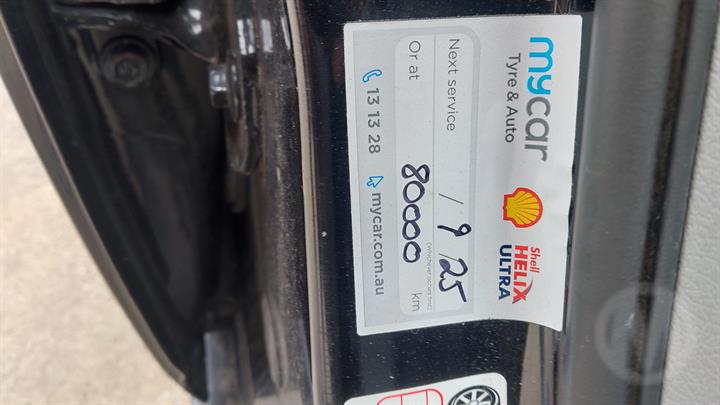 mycar
Tyre & Auto
Shell
HELIX
ULTRA
Next service / 9 /25
(Whichever occurs first)
Or at 80000 km
13 13 28 mycar.com.au